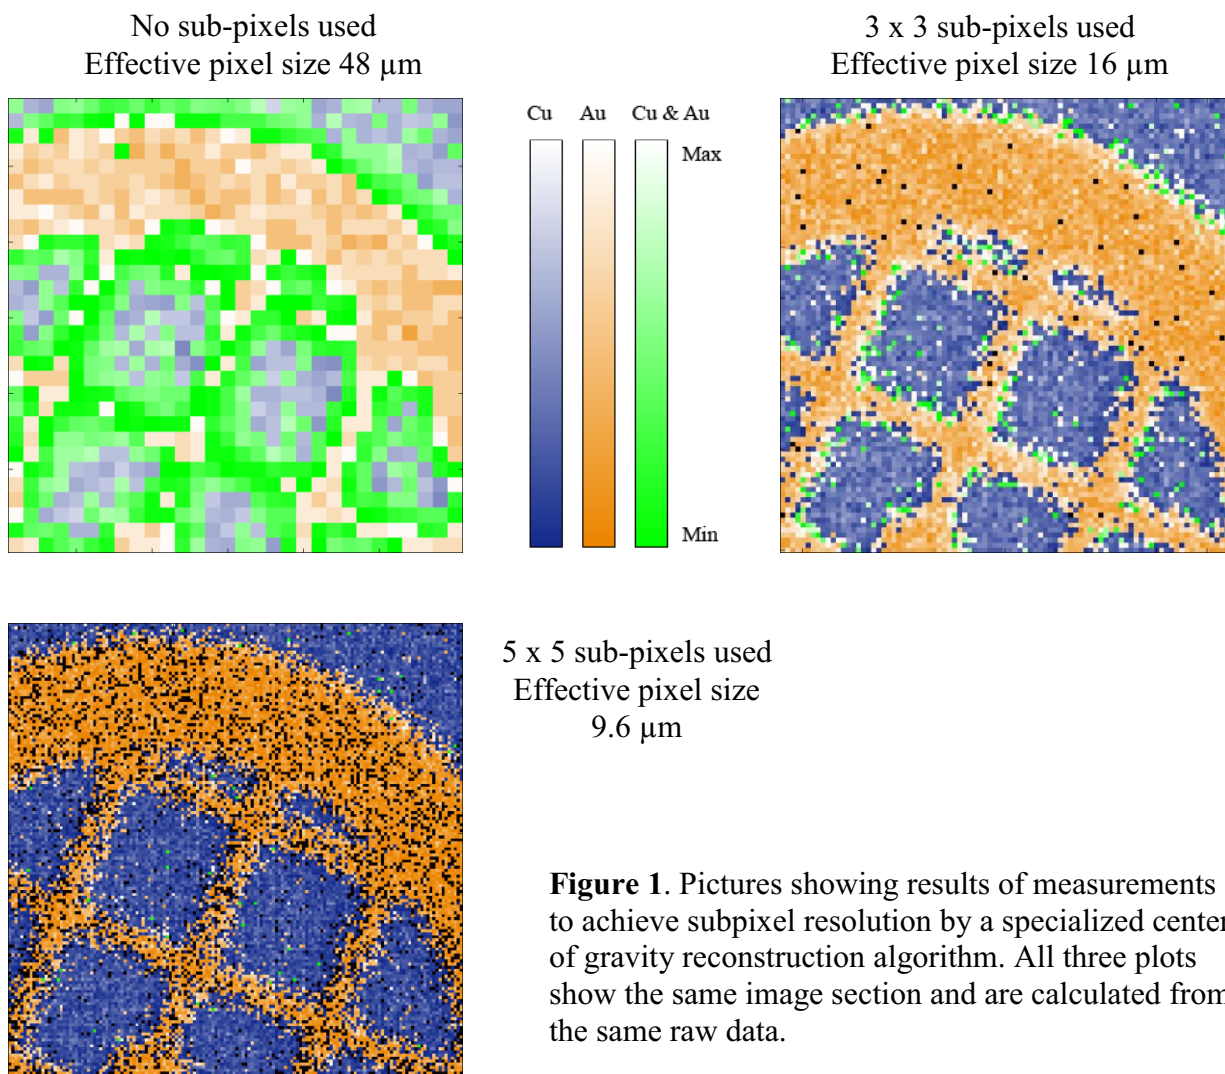 No sub-pixels used
Effective pixel size 48 µm
3 x 3 sub-pixels used
Effective pixel size 16 µm
Cu Au Cu & Au
Max
Min
5 x 5 sub-pixels used
Effective pixel size
9.6 µm
Figure 1. Pictures showing results of measurements
to achieve subpixel resolution by a specialized center
of gravity reconstruction algorithm. All three plots
show the same image section and are calculated from
the same raw data.